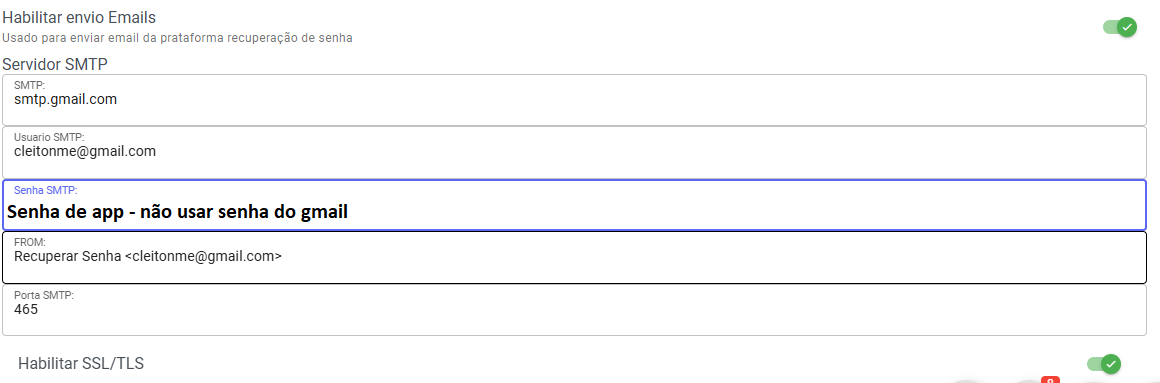 Habilitar envio Emails
Usado para enviar email da prataforma recuperação de senha
Servidor SMTP
SMTP:
smtp.gmail.com
Usuario SMTP:
cleitonme@gmail.com
Senha SMTP:
Senha de app - não usar senha do gmail
FROM:
Recuperar Senha <cleitonme@gmail.com>
Porta SMTP:
465
Habilitar SSL/TLS